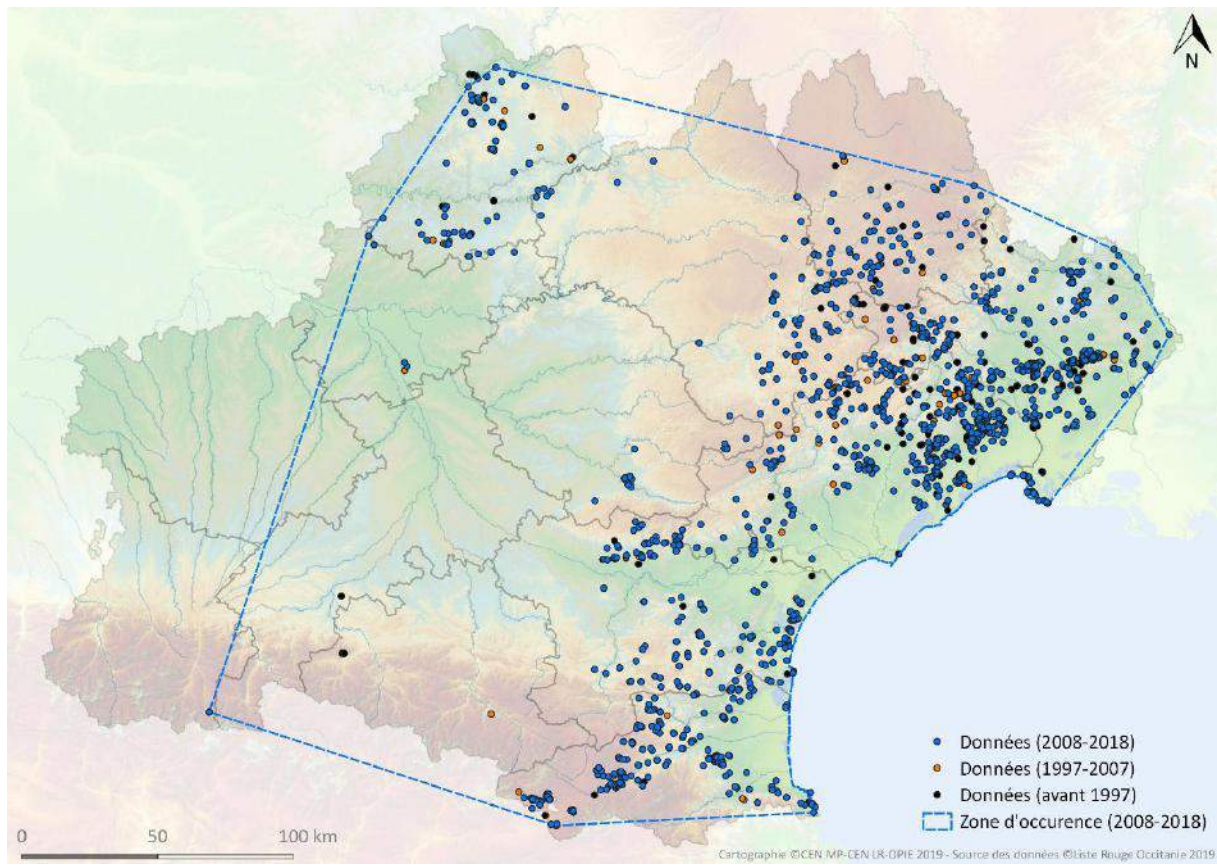 N
Données (2008-2018)
Données (1997-2007)
Données (avant 1997)
Zone d'occurence (2008-2018)
0 50 100 km
Cartographie ©CEN MP-CEN LR-OPIE 2019 - Source des données ©Liste Rouge Occitanie 2019